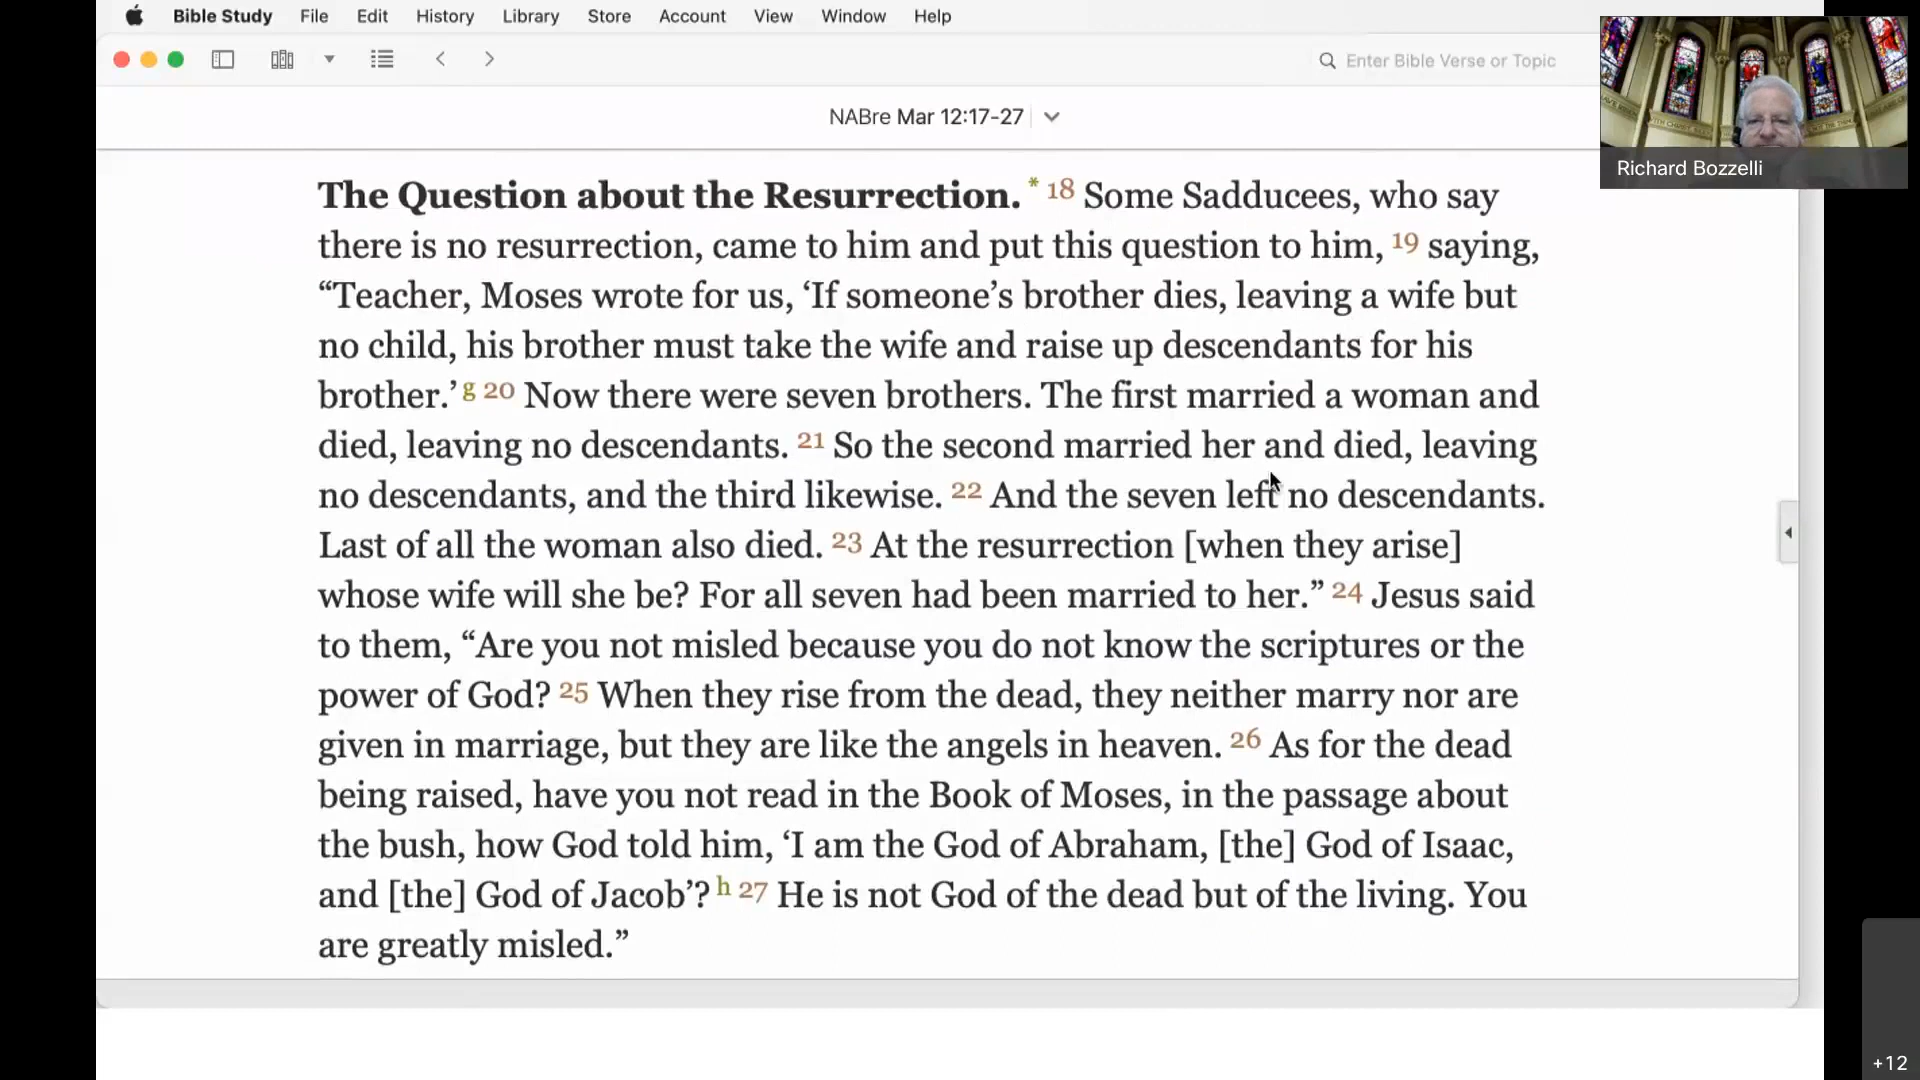 Bible Study File Edit History Library Store Account View Window Help
Enter Bible Verse or Topic
NABre Mar 12:17-27
Richard Bozzelli
The Question about the Resurrection. * 18 Some Sadducees, who say
there is no resurrection, came to him and put this question to him, 19 saying,
“Teacher, Moses wrote for us, ‘If someone’s brother dies, leaving a wife but
no child, his brother must take the wife and raise up descendants for his
brother.’ g 20 Now there were seven brothers. The first married a woman and
died, leaving no descendants. 21 So the second married her and died, leaving
no descendants, and the third likewise. 22 And the seven left no descendants.
Last of all the woman also died. 23 At the resurrection [when they arise]
whose wife will she be? For all seven had been married to her.” 24 Jesus said
to them, “Are you not misled because you do not know the scriptures or the
power of God? 25 When they rise from the dead, they neither marry nor are
given in marriage, but they are like the angels in heaven. 26 As for the dead
being raised, have you not read in the Book of Moses, in the passage about
the bush, how God told him, ‘I am the God of Abraham, [the] God of Isaac,
and [the] God of Jacob’? h 27 He is not God of the dead but of the living. You
are greatly misled.”
+12